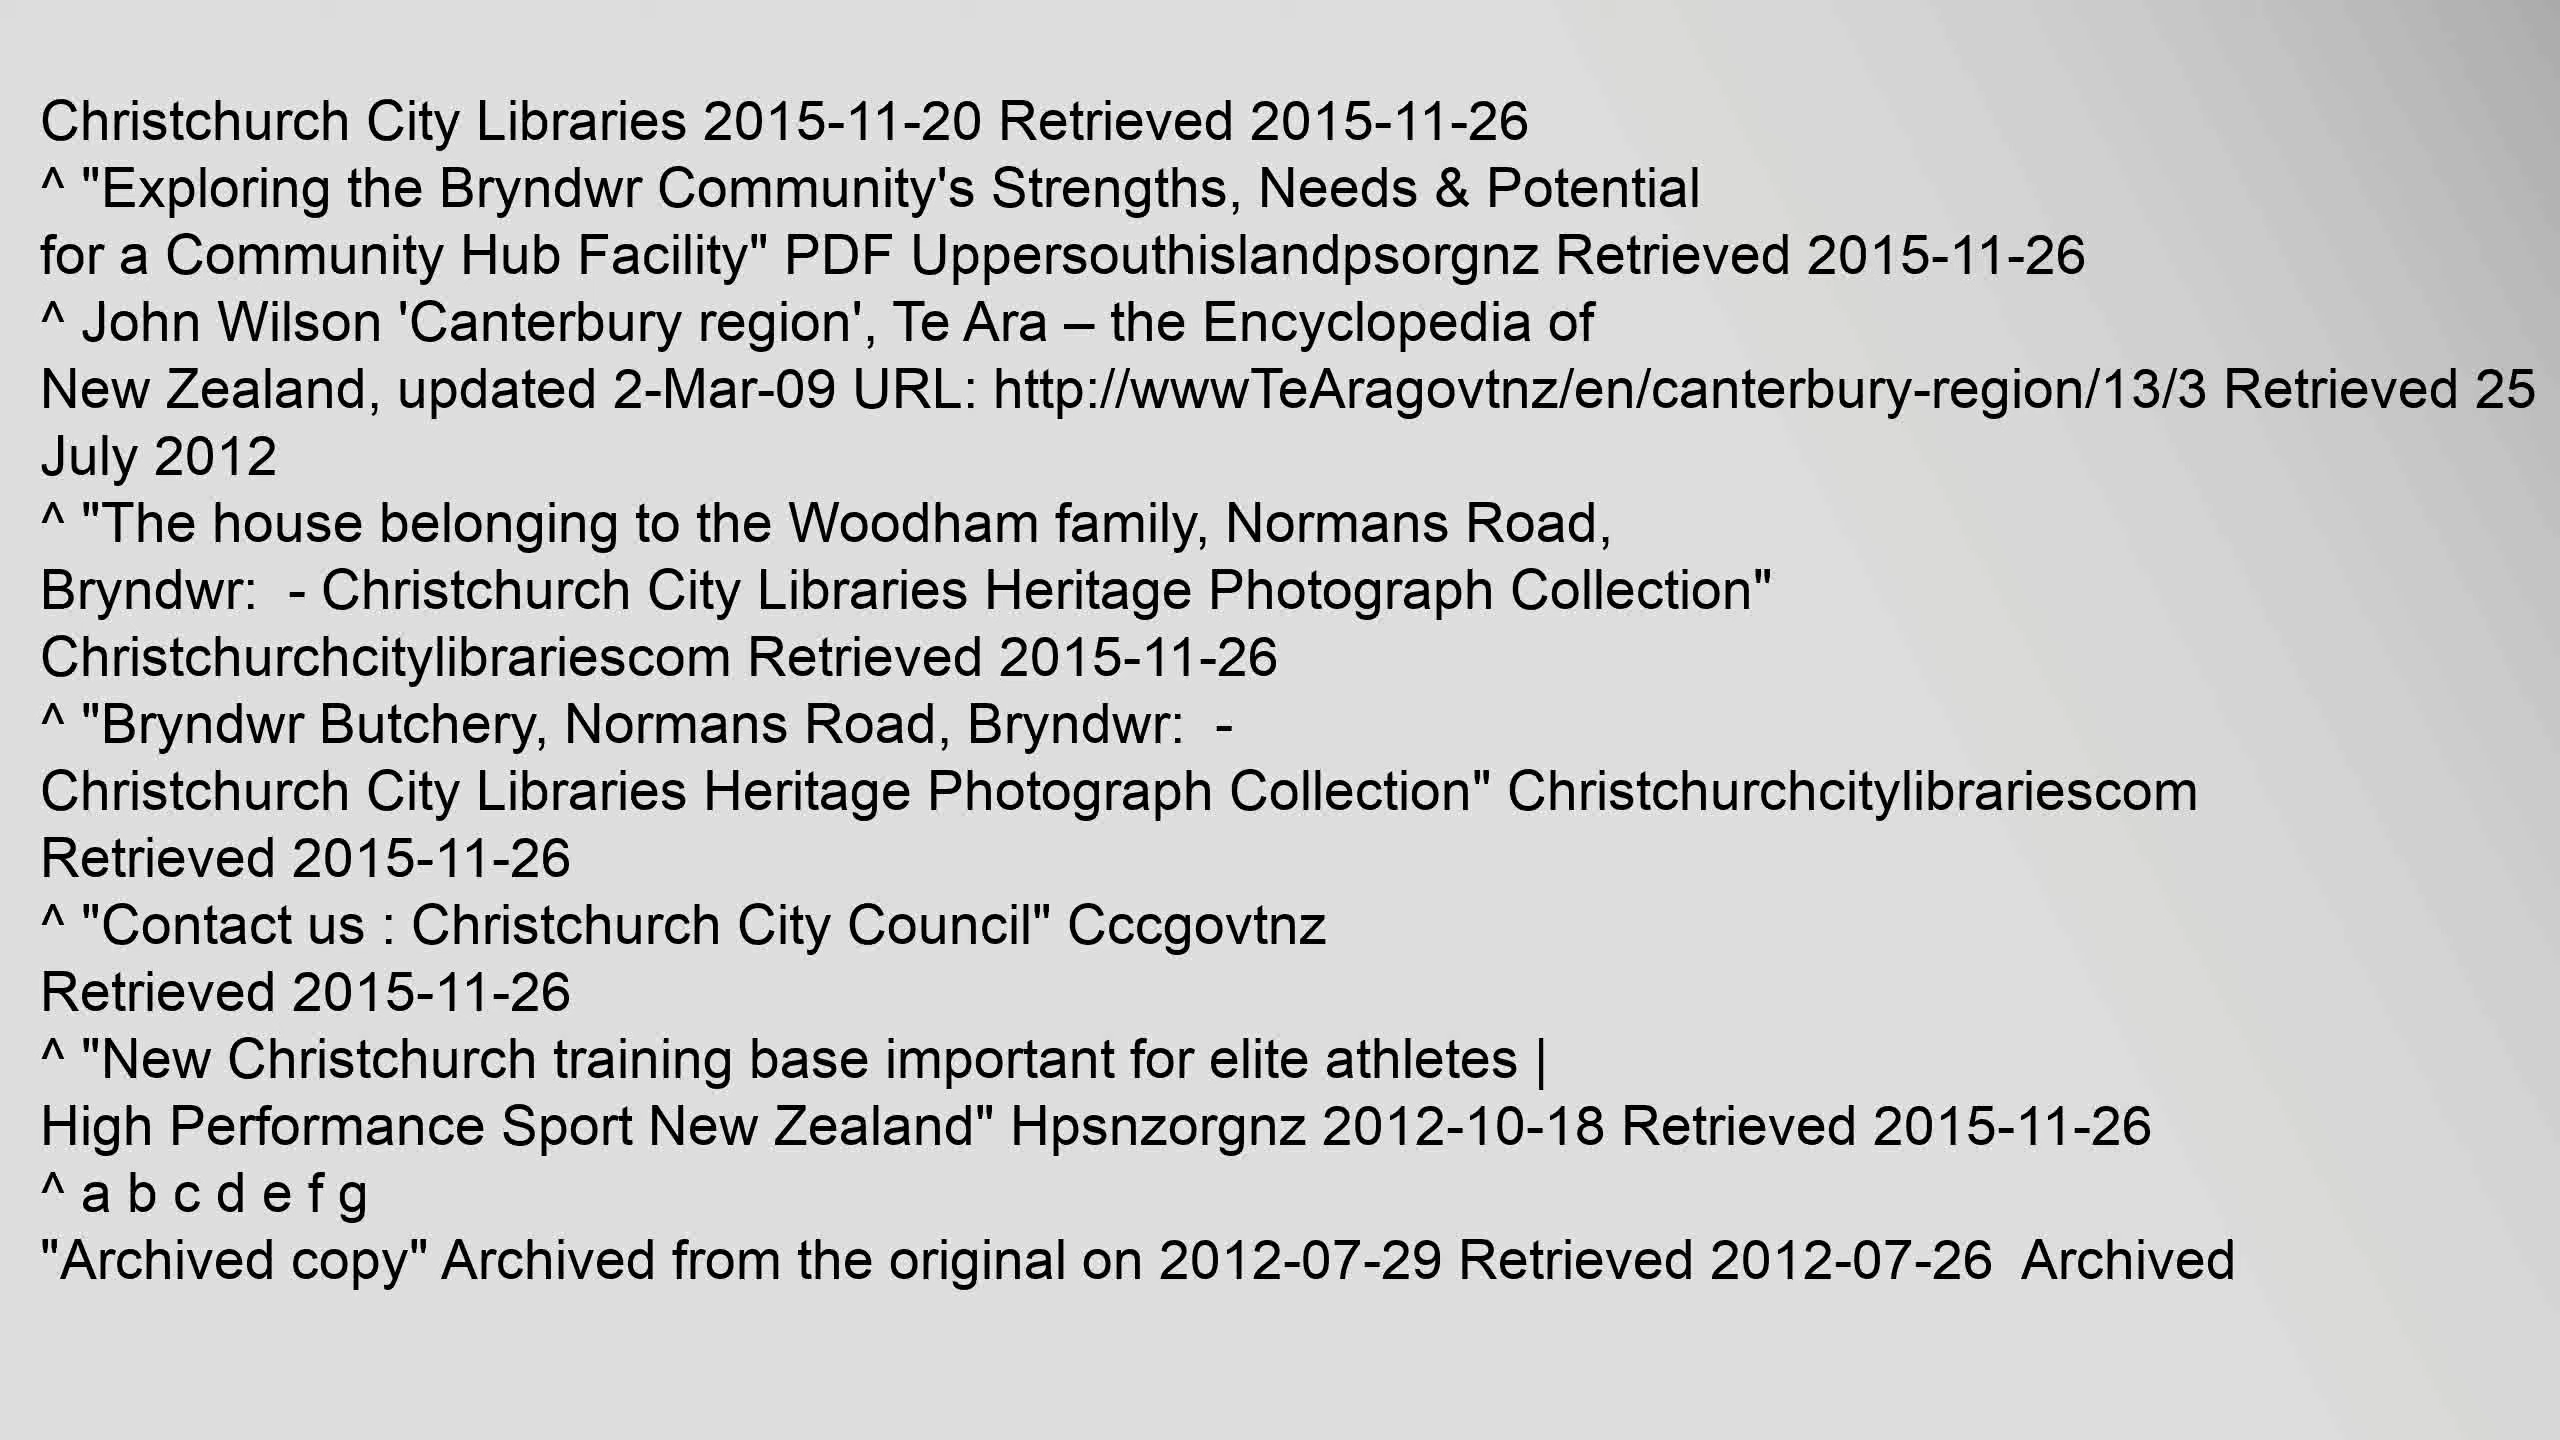 Christchurch City Libraries 2015-11-20 Retrieved 2015-11-26
^ "Exploring the Bryndwr Community's Strengths, Needs & Potential
for a Community Hub Facility" PDF Uppersouthislandpsorgnz Retrieved 2015-11-26
^ John Wilson 'Canterbury region', Te Ara – the Encyclopedia of
New Zealand, updated 2-Mar-09 URL: http://wwwTeAragovtnz/en/canterbury-region/13/3 Retrieved 25
July 2012
^ "The house belonging to the Woodham family, Normans Road,
Bryndwr:  - Christchurch City Libraries Heritage Photograph Collection"
Christchurchcitylibrariescom Retrieved 2015-11-26
^ "Bryndwr Butchery, Normans Road, Bryndwr:  -
Christchurch City Libraries Heritage Photograph Collection" Christchurchcitylibrariescom
Retrieved 2015-11-26
^ "Contact us : Christchurch City Council" Cccgovtnz
Retrieved 2015-11-26
^ "New Christchurch training base important for elite athletes |
High Performance Sport New Zealand" Hpsnzorgnz 2012-10-18 Retrieved 2015-11-26
^ a b c d e f g
"Archived copy" Archived from the original on 2012-07-29 Retrieved 2012-07-26  Archived